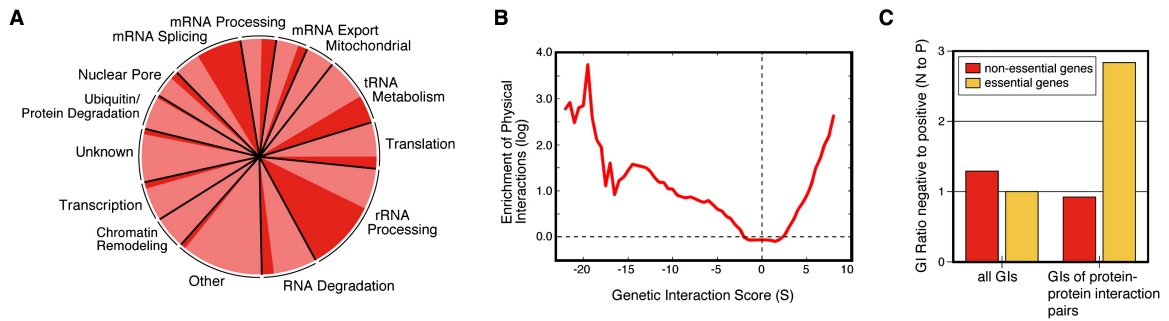 A
mRNA Processing
mRNA Splicing
mRNA Export
Mitochondrial
Nuclear Pore
tRNA
Metabolism
Ubiquitin/
Protein Degradation
Translation
Unknown
Transcription
rRNA
Processing
Chromatin
Remodeling
Other
RNA Degradation
B
Enrichment of Physical
Interactions (log)
4.0
3.0
2.0
1.0
0.0
-20 -15 -10 -5 0 5 10
Genetic Interaction Score (S)
C
GI Ratio negative to positive (N to P)
3
2
1
0
non-essential genes
essential genes
all GIs
GIs of protein-
protein interaction
pairs